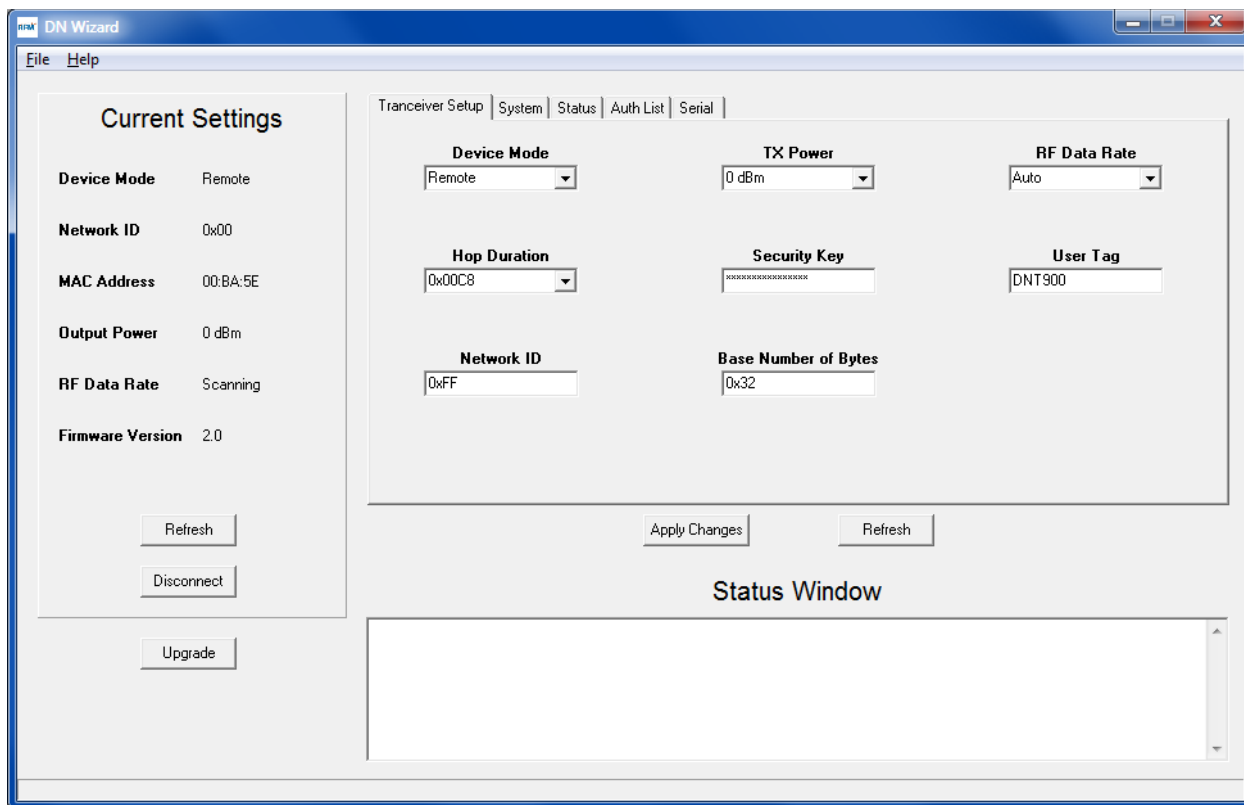 RFM DN Wizard
File Help
Current Settings
Device Mode Remote
Network ID 0x00
MAC Address 00:BA:5E
Output Power 0 dBm
RF Data Rate Scanning
Firmware Version 2.0
Refresh
Disconnect
Upgrade
Tranceiver Setup System Status Auth List Serial
Device Mode TX Power RF Data Rate
Remote 0 dBm Auto
Hop Duration Security Key User Tag
0x00C8 **************** DNT900
Network ID Base Number of Bytes
0xFF 0x32
Apply Changes Refresh
Status Window